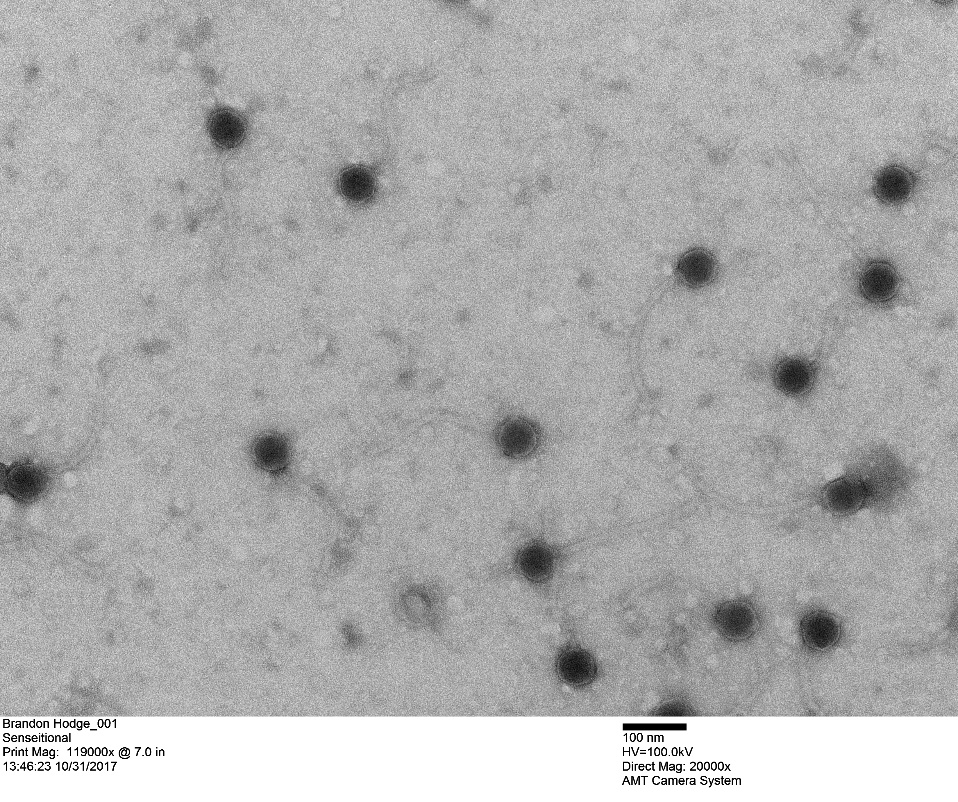 Brandon Hodge_001
Senseitional
Print Mag:  119000x @ 7.0 in
13:46:23 10/31/2017
100 nm
HV=100.0kV
Direct Mag: 20000x
AMT Camera System